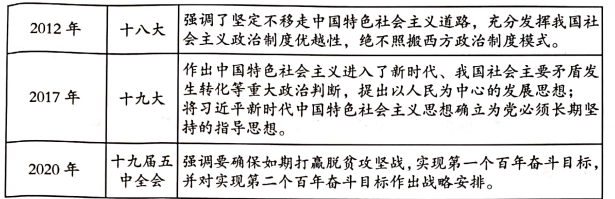 2012 年
十八大
强调了坚定不移走中国特色社会主义道路，充分发挥我国社
会主义政治制度优越性，绝不照搬西方政治制度模式。
2017 年
十九大
作出中国特色社会主义进入了新时代、我国社会主要矛盾发
生转化等重大政治判断，提出以人民为中心的发展思想；
将习近平新时代中国特色社会主义思想确立为党必须长期坚
持的指导思想。
2020 年
十九届五
中全会
强调要确保如期打赢脱贫攻坚战，实现第一个百年奋斗目标，
并对实现第二个百年奋斗目标作出战略安排。